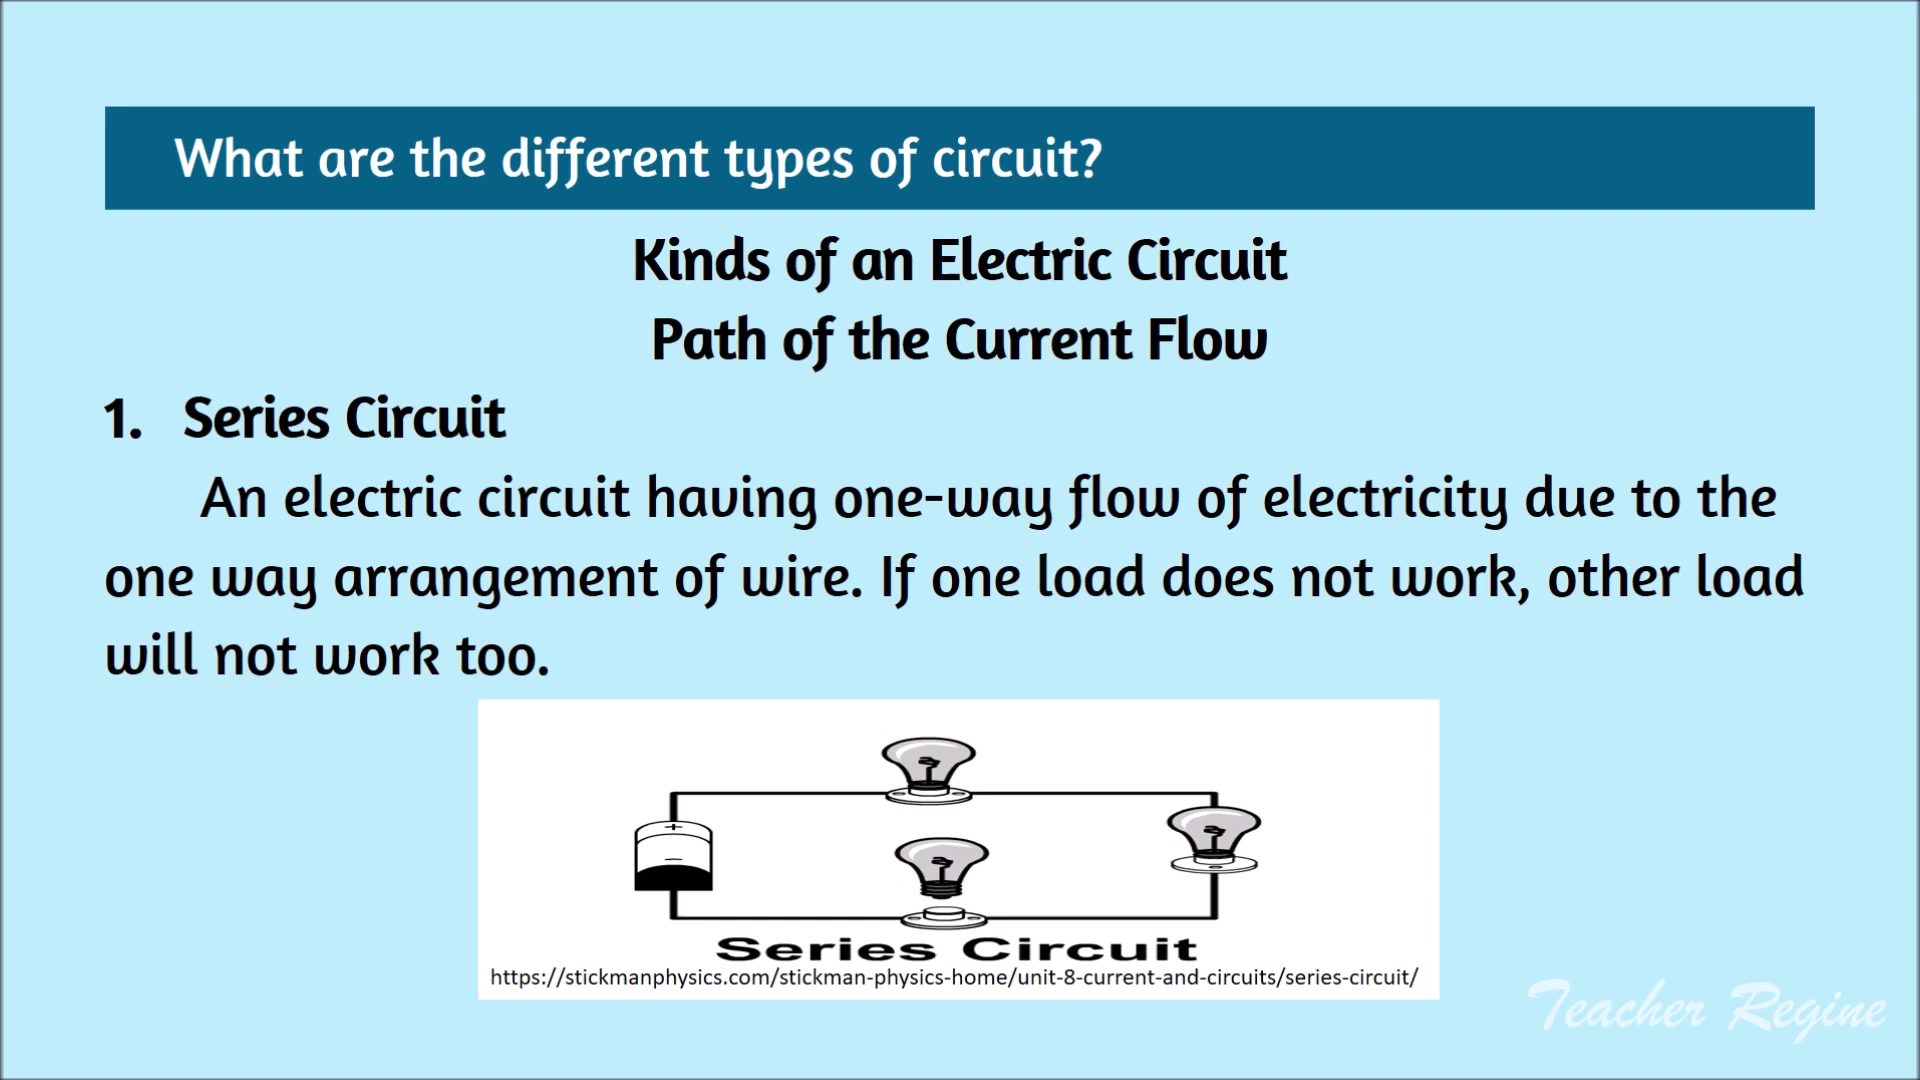 What are the different types of circuit?
Kinds of an Electric Circuit
Path of the Current Flow
1. Series Circuit
An electric circuit having one-way flow of electricity due to the
one way arrangement of wire. If one load does not work, other load
will not work too.
+
−
Series Circuit
https://stickmanphysics.com/stickman-physics-home/unit-8-current-and-circuits/series-circuit/
Teacher Regine